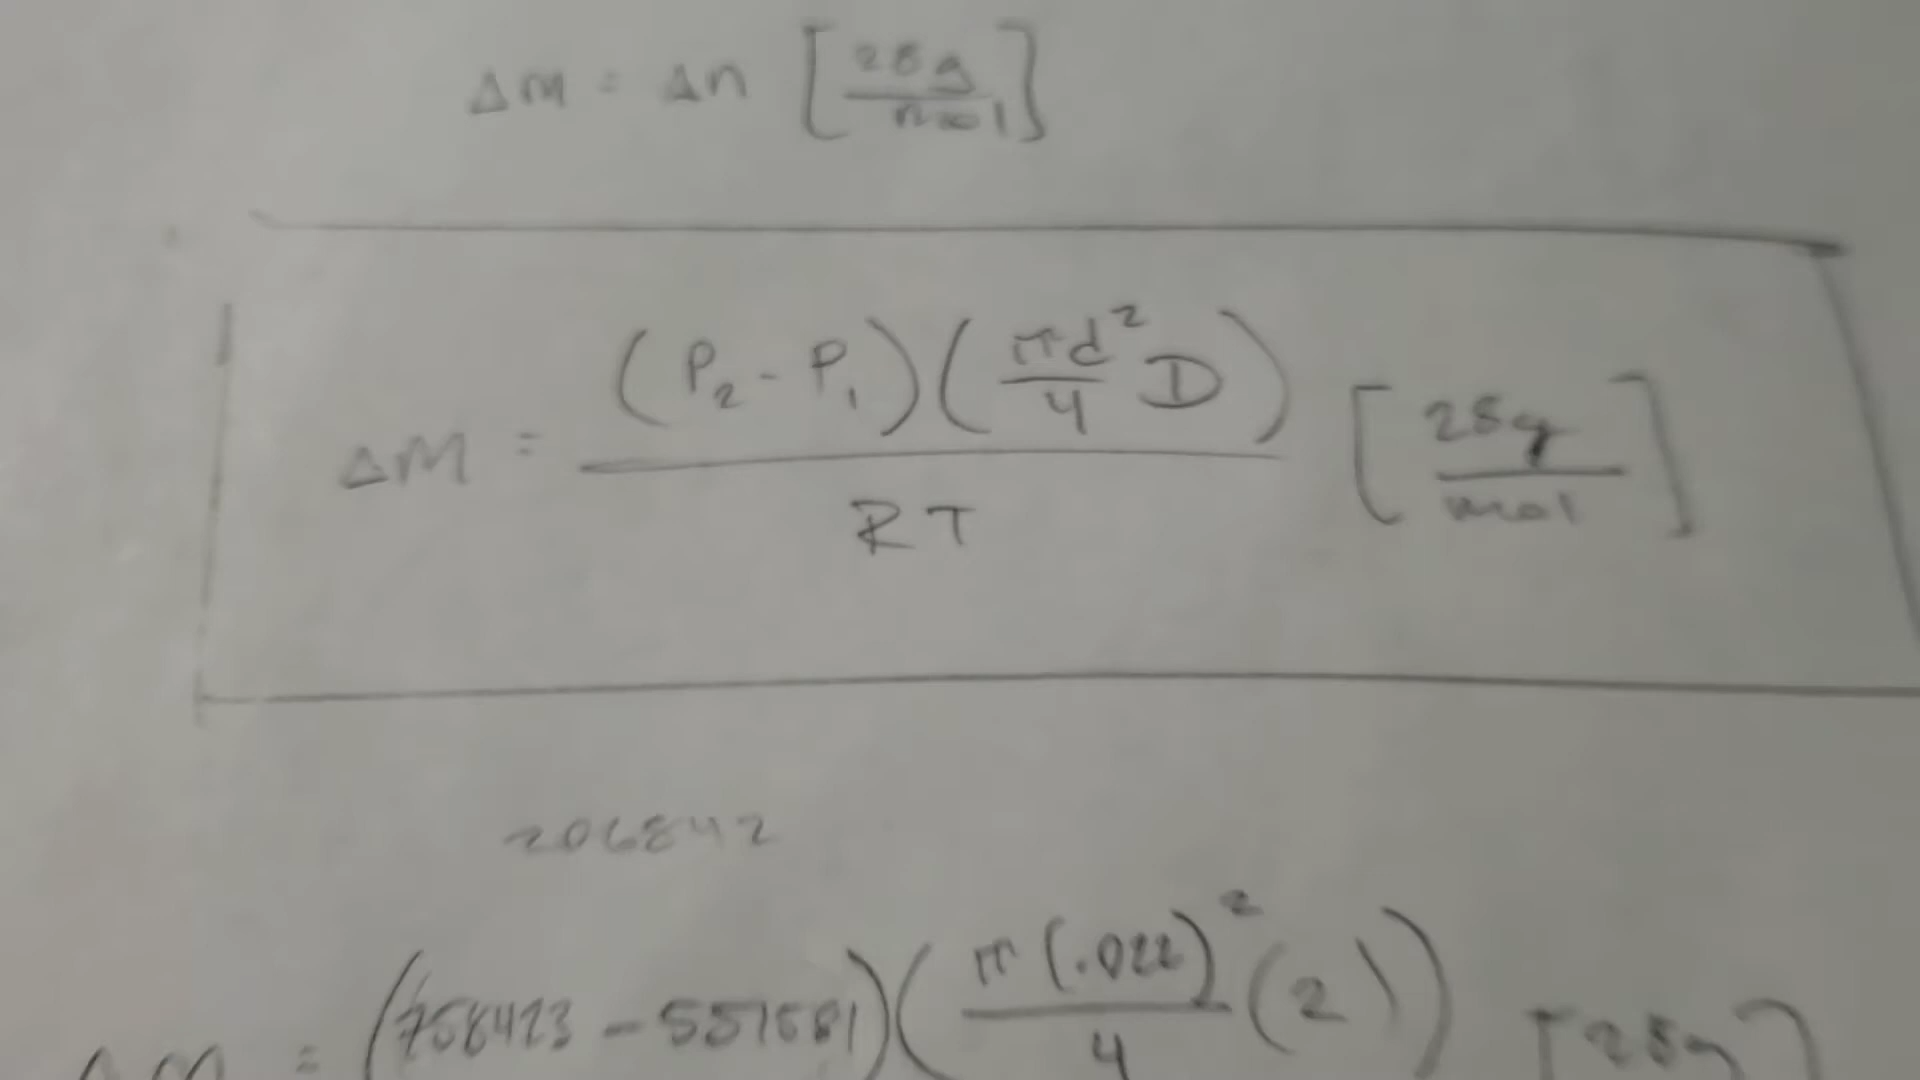 ΔM = Δn [28g/mol]
ΔM = (P₂ - P₁)(πd²/4 D) / RT [28g/mol]
206842
ΔM = (758423 - 551581)(π(.022)²/4 (2)) [28g]